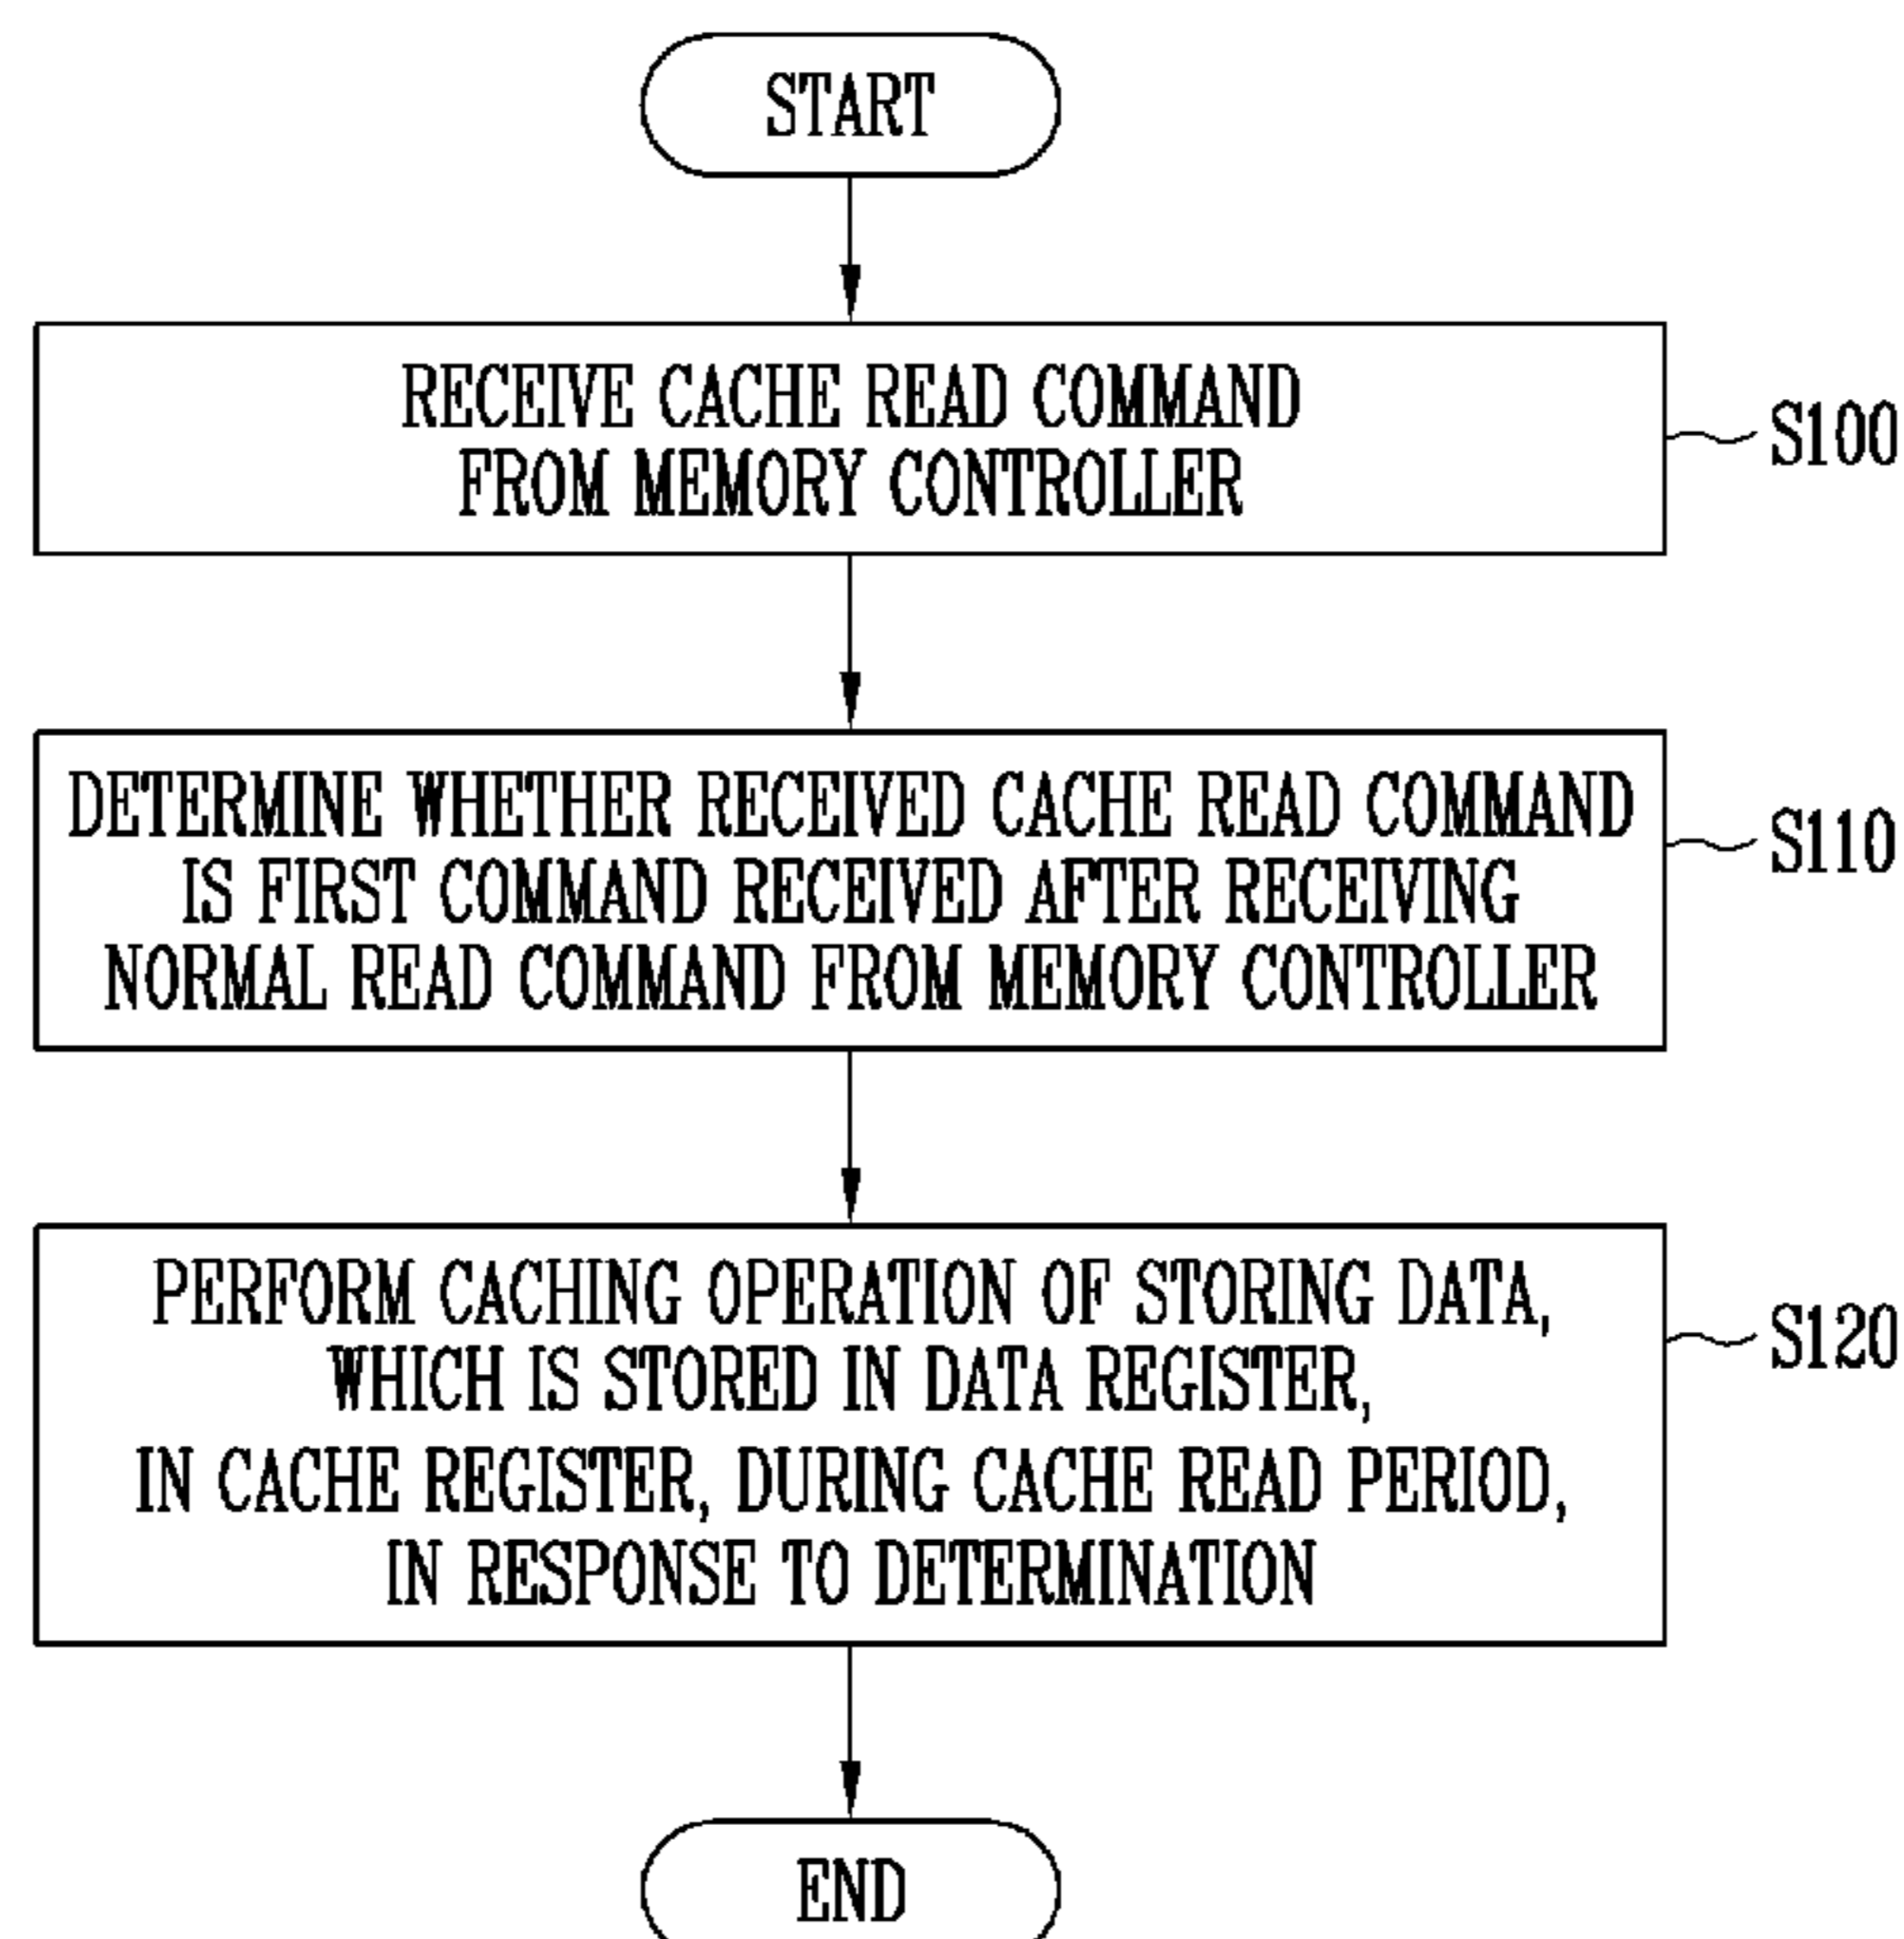 START
RECEIVE CACHE READ COMMAND
FROM MEMORY CONTROLLER
S100
DETERMINE WHETHER RECEIVED CACHE READ COMMAND
IS FIRST COMMAND RECEIVED AFTER RECEIVING
NORMAL READ COMMAND FROM MEMORY CONTROLLER
S110
PERFORM CACHING OPERATION OF STORING DATA,
WHICH IS STORED IN DATA REGISTER,
IN CACHE REGISTER, DURING CACHE READ PERIOD,
IN RESPONSE TO DETERMINATION
S120
END